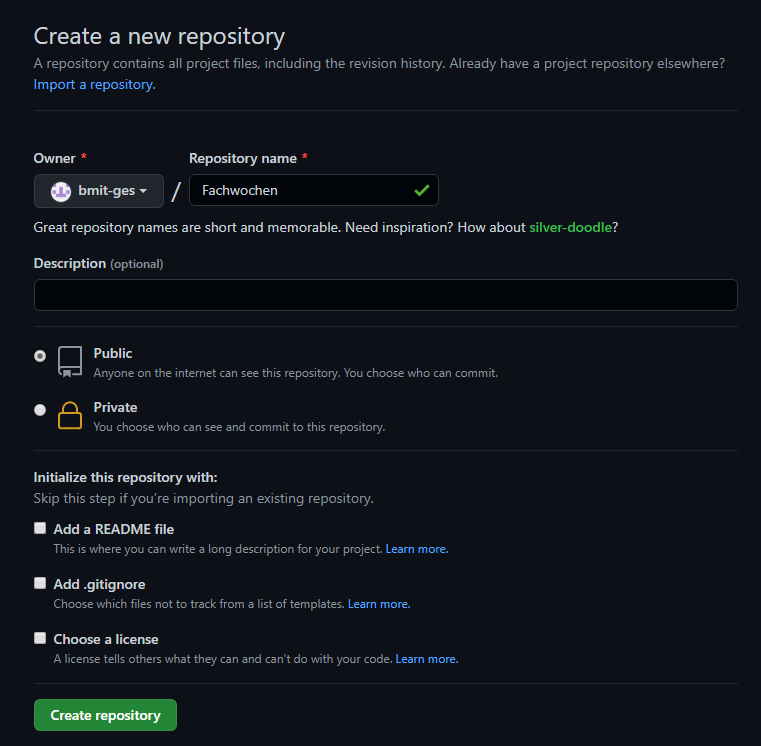 Create a new repository
A repository contains all project files, including the revision history. Already have a project repository elsewhere?
Import a repository.
Owner * Repository name *
bmit-ges / Fachwochen
Great repository names are short and memorable. Need inspiration? How about silver-doodle?
Description (optional)
Public
Anyone on the internet can see this repository. You choose who can commit.
Private
You choose who can see and commit to this repository.
Initialize this repository with:
Skip this step if you're importing an existing repository.
Add a README file
This is where you can write a long description for your project. Learn more.
Add .gitignore
Choose which files not to track from a list of templates. Learn more.
Choose a license
A license tells others what they can and can't do with your code. Learn more.
Create repository